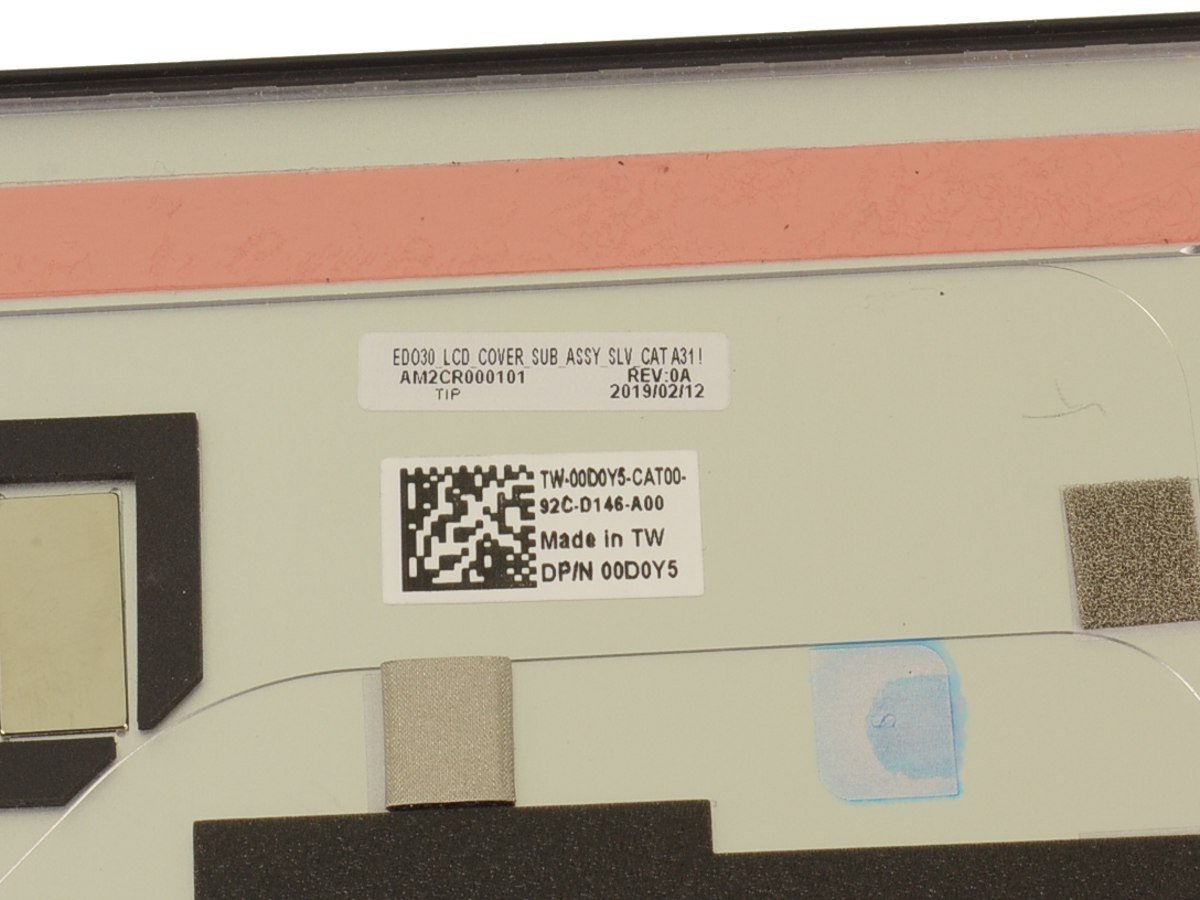 EDO30_LCD_COVER_SUB_ASSY_SLV_CAT A31!
AM2CR000101 REV:0A
TIP 2019/02/12
TW-00D0Y5-CAT00-
92C-D146-A00
Made in TW
DP/N 00D0Y5